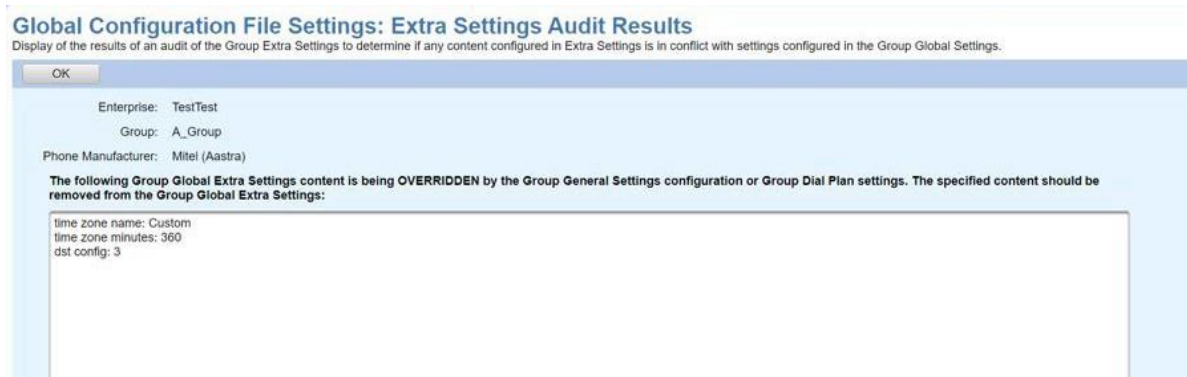 Global Configuration File Settings: Extra Settings Audit Results
Display of the results of an audit of the Group Extra Settings to determine if any content configured in Extra Settings is in conflict with settings configured in the Group Global Settings.
OK
Enterprise: TestTest
Group: A_Group
Phone Manufacturer: Mitel (Aastra)
The following Group Global Extra Settings content is being OVERRIDDEN by the Group General Settings configuration or Group Dial Plan settings. The specified content should be
removed from the Group Global Extra Settings:
time zone name: Custom
time zone minutes: 360
dst config: 3